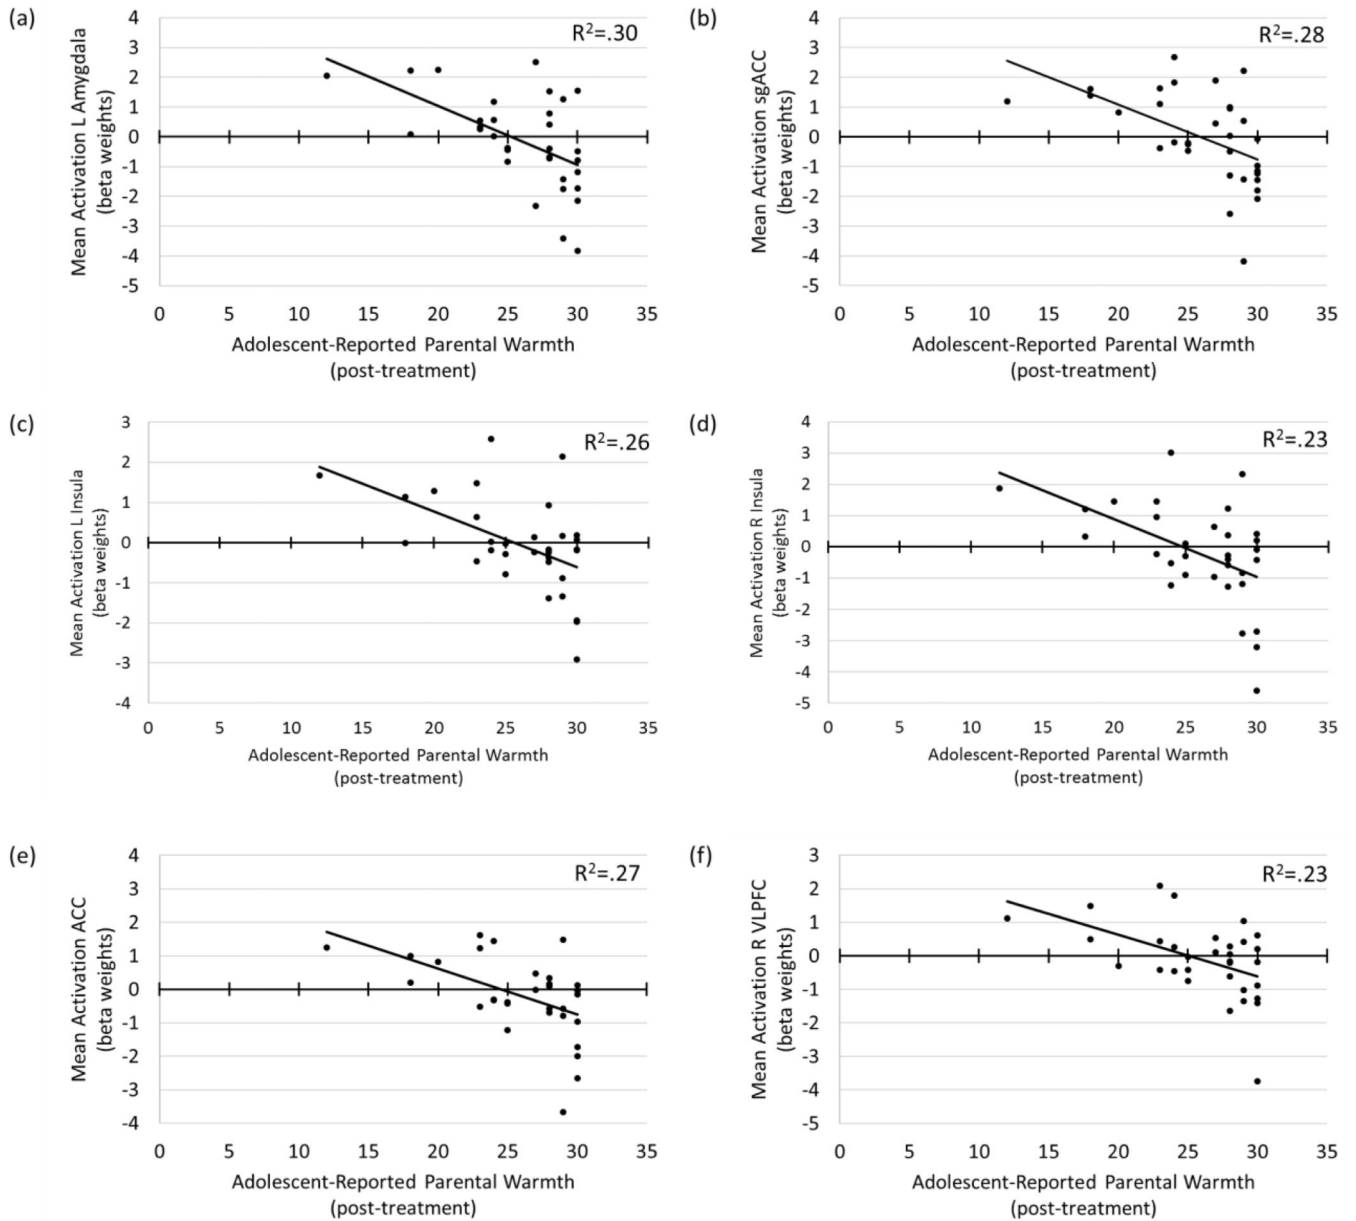 (a)
R²=.30
Mean Activation L Amygdala
(beta weights)
4
3
2
1
0
-1
-2
-3
-4
-5
0 5 10 15 20 25 30 35
Adolescent-Reported Parental Warmth
(post-treatment)
(b)
R²=.28
Mean Activation sgACC
(beta weights)
4
3
2
1
0
-1
-2
-3
-4
-5
0 5 10 15 20 25 30 35
Adolescent-Reported Parental Warmth
(post-treatment)
(c)
R²=.26
Mean Activation L Insula
(beta weights)
3
2
1
0
-1
-2
-3
-4
0 5 10 15 20 25 30 35
Adolescent-Reported Parental Warmth
(post-treatment)
(d)
R²=.23
Mean Activation R Insula
(beta weights)
4
3
2
1
0
-1
-2
-3
-4
-5
0 5 10 15 20 25 30 35
Adolescent-Reported Parental Warmth
(post-treatment)
(e)
R²=.27
Mean Activation ACC
(beta weights)
4
3
2
1
0
-1
-2
-3
-4
0 5 10 15 20 25 30 35
Adolescent-Reported Parental Warmth
(post-treatment)
(f)
R²=.23
Mean Activation R VLPFC
(beta weights)
3
2
1
0
-1
-2
-3
-4
-5
0 5 10 15 20 25 30 35
Adolescent-Reported Parental Warmth
(post-treatment)